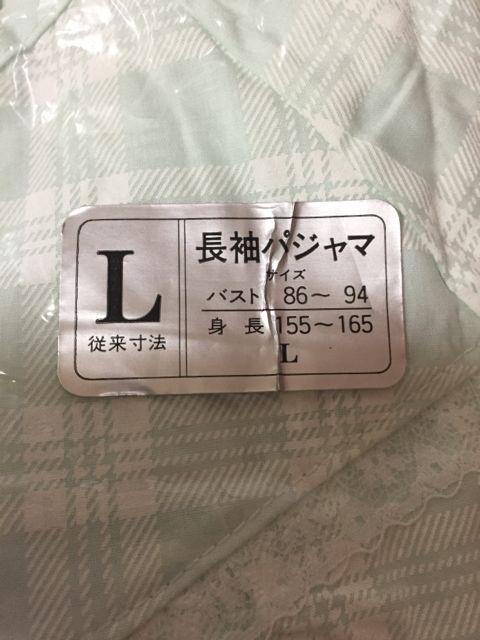 L
従来寸法
長袖パジャマ
サイズ
バスト 86～94
身長 155～165
L